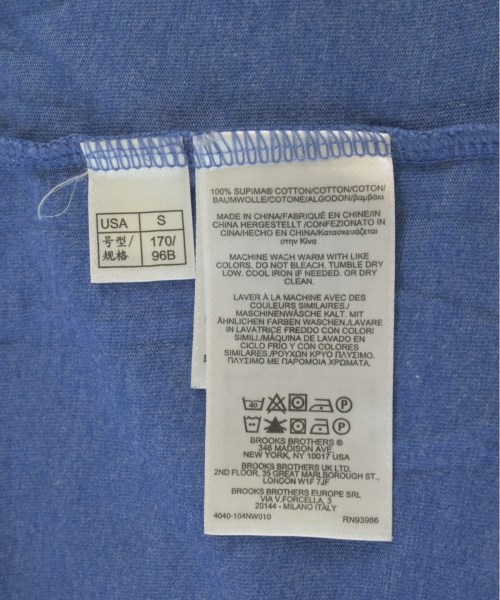 USA S
号型/ 170/
规格 96B
100% SUPIMA® COTTON/COTTON/COTON/
BAUMWOLLE/COTONE/ALGODON/βαμβάκι
MADE IN CHINA/FABRIQUÉ EN CHINE/IN
CHINA HERGESTELLT /CONFEZIONATO IN
CINA/HECHO EN CHINA/Κατασκευάζεται
στην Κίνα
MACHINE WASH WARM WITH LIKE
COLORS. DO NOT BLEACH. TUMBLE DRY
LOW. COOL IRON IF NEEDED. OR DRY
CLEAN.
LAVER À LA MACHINE AVEC DES
COULEURS SIMILAIRES./
MASCHINENWÄSCHE KALT. MIT
ÄHNLICHEN FARBEN WASCHEN./LAVARE
IN LAVATRICE FREDDO CON COLORI
SIMILI./MÁQUINA DE LAVADO EN
CICLO FRÍO Y CON COLORES
SIMILARES./ΡΟΥΧΩΝ ΚΡΥΟ ΠΛΥΣΙΜΟ.
ΠΛΥΣΙΜΟ ΜΕ ΠΑΡΟΜΟΙΑ ΧΡΩΜΑΤΑ.
40 P
P
BROOKS BROTHERS ®
346 MADISON AVE.
NEW YORK, NY 10017 USA
BROOKS BROTHERS UK LTD.
2ND FLOOR, 35 GREAT MARLBOROUGH ST.,
LONDON W1F 7JF
BROOKS BROTHERS EUROPE SRL
VIA V.FORCELLA, 3
20144 - MILANO ITALY
4040-104NW010 RN93986